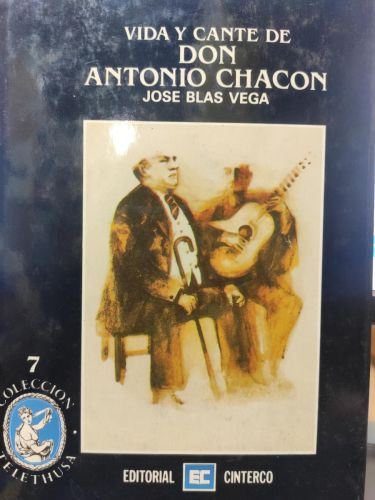 VIDA Y CANTE DE
DON
ANTONIO CHACON
JOSE BLAS VEGA
7
COLECCION
TELETHUSA
EDITORIAL EC CINTERCO